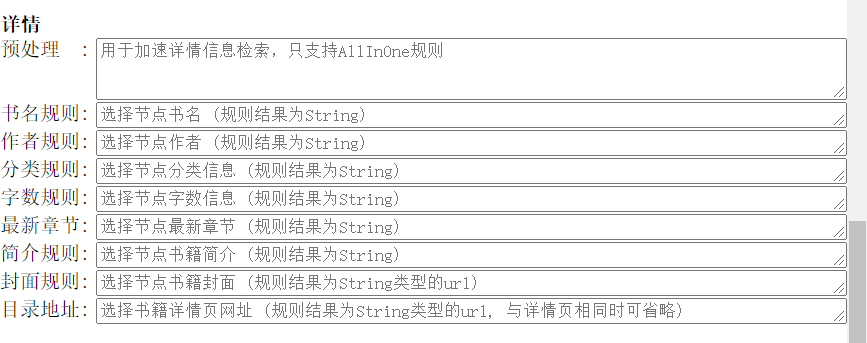 详情
预处理 : 用于加速详情信息检索，只支持AllInOne规则
书名规则: 选择节点书名 (规则结果为String)
作者规则: 选择节点作者 (规则结果为String)
分类规则: 选择节点分类信息 (规则结果为String)
字数规则: 选择节点字数信息 (规则结果为String)
最新章节: 选择节点最新章节 (规则结果为String)
简介规则: 选择节点书籍简介 (规则结果为String)
封面规则: 选择节点书籍封面 (规则结果为String类型的url)
目录地址: 选择书籍详情页网址 (规则结果为String类型的url, 与详情页相同时可省略)